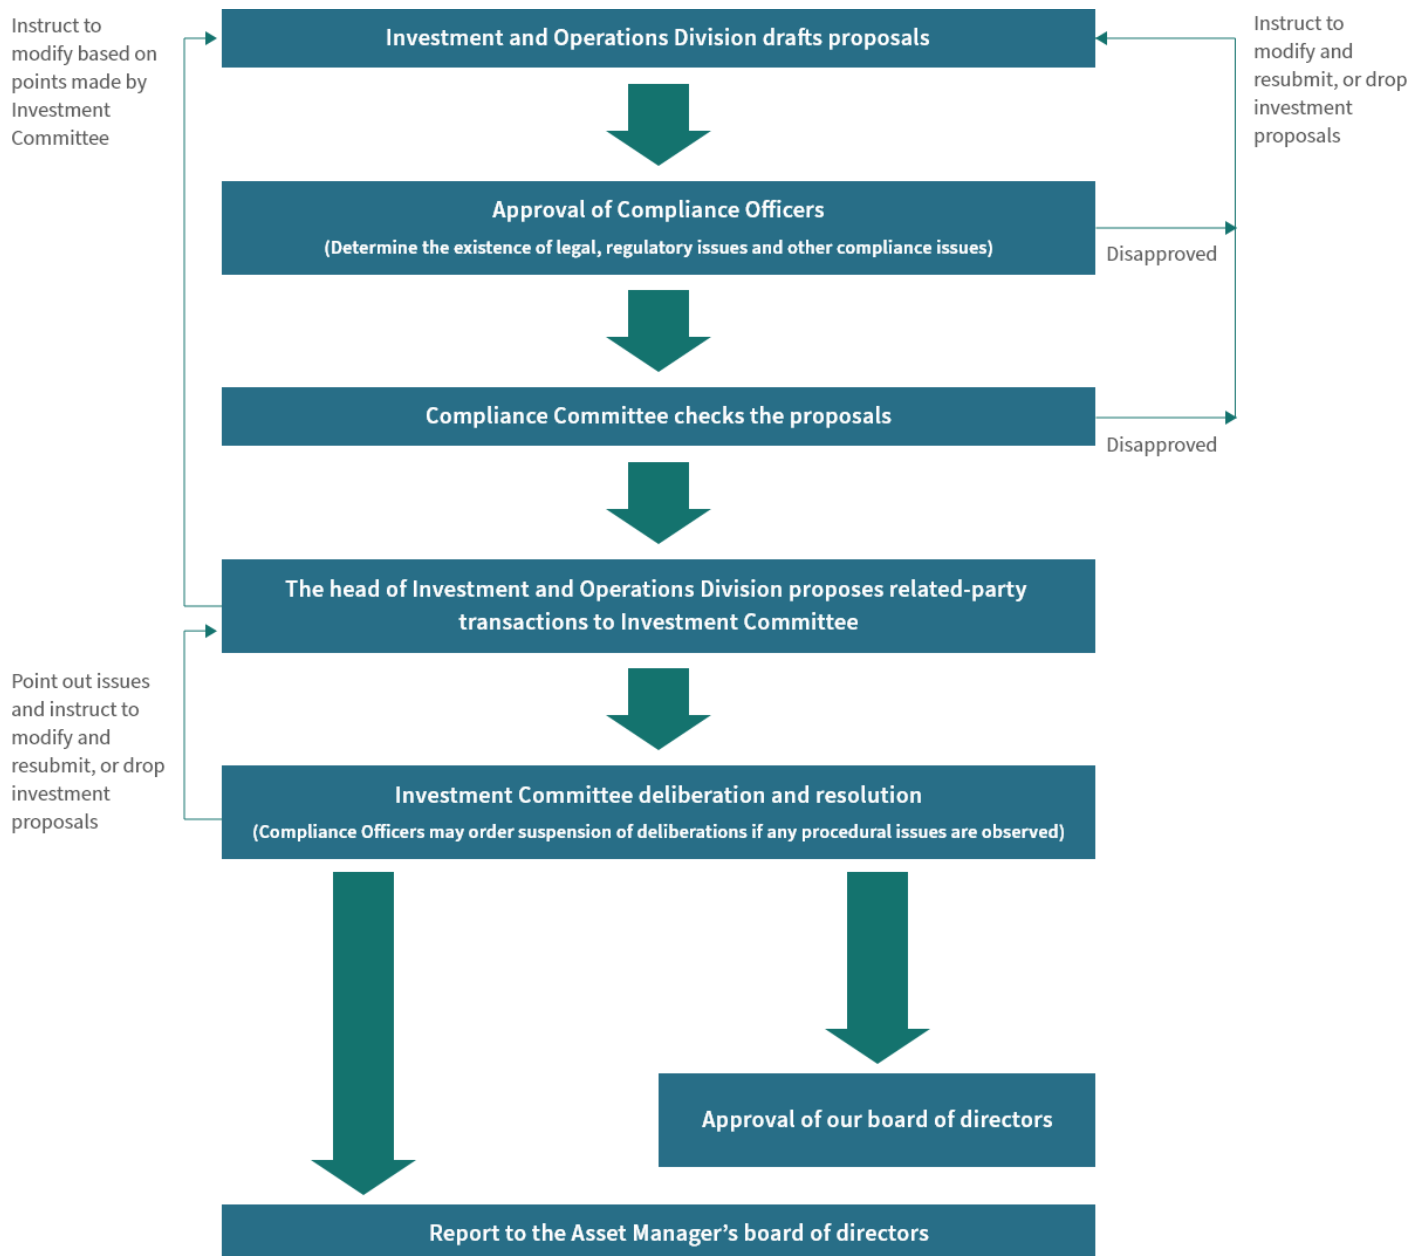 Instruct to
modify based on
points made by
Investment
Committee
Investment and Operations Division drafts proposals
Instruct to
modify and
resubmit, or drop
investment
proposals
Approval of Compliance Officers
(Determine the existence of legal, regulatory issues and other compliance issues)
Disapproved
Compliance Committee checks the proposals
Disapproved
The head of Investment and Operations Division proposes related-party
transactions to Investment Committee
Point out issues
and instruct to
modify and
resubmit, or drop
investment
proposals
Investment Committee deliberation and resolution
(Compliance Officers may order suspension of deliberations if any procedural issues are observed)
Approval of our board of directors
Report to the Asset Manager’s board of directors